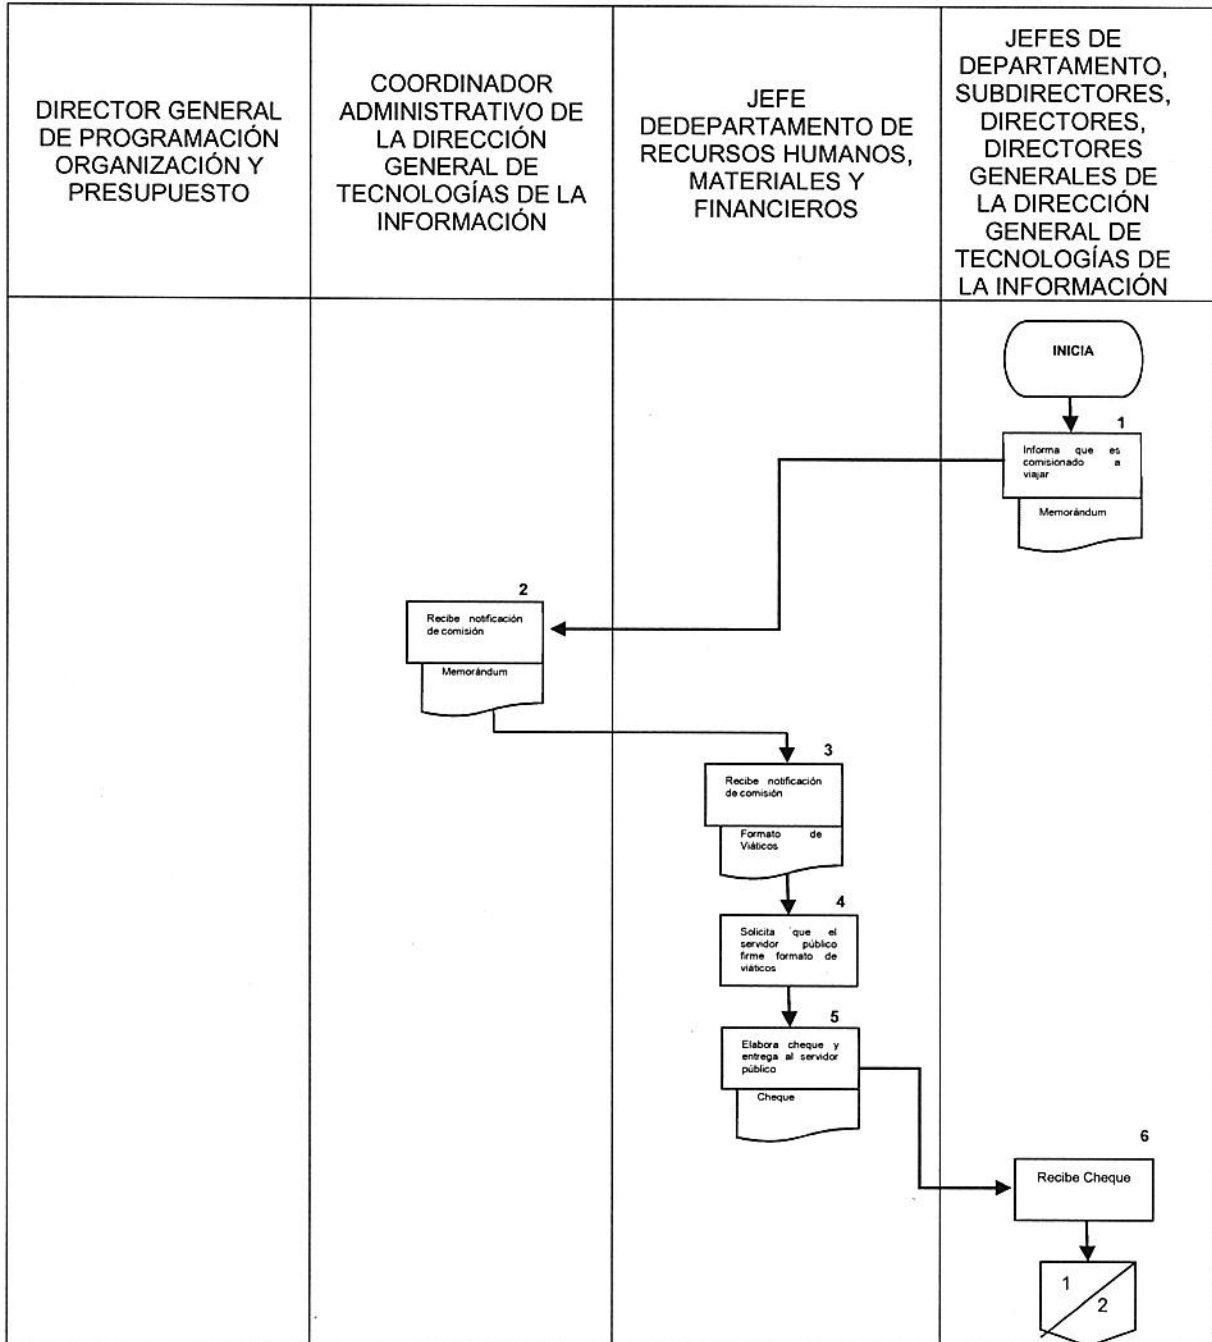 DIRECTOR GENERAL
DE PROGRAMACIÓN
ORGANIZACIÓN Y
PRESUPUESTO
COORDINADOR
ADMINISTRATIVO DE
LA DIRECCIÓN
GENERAL DE
TECNOLOGÍAS DE LA
INFORMACIÓN
JEFE
DEDEPARTAMENTO DE
RECURSOS HUMANOS,
MATERIALES Y
FINANCIEROS
JEFES DE
DEPARTAMENTO,
SUBDIRECTORES,
DIRECTORES,
DIRECTORES
GENERALES DE
LA DIRECCIÓN
GENERAL DE
TECNOLOGÍAS DE
LA INFORMACIÓN
INICIA
1
Informa que es
comisionado a
viajar
Memorándum
2
Recibe notificación
de comisión
Memorándum
3
Recibe notificación
de comisión
Formato de
Viáticos
4
Solicita que el
servidor público
firme formato de
viáticos
5
Elabora cheque y
entrega al servidor
público
Cheque
6
Recibe Cheque
1
2